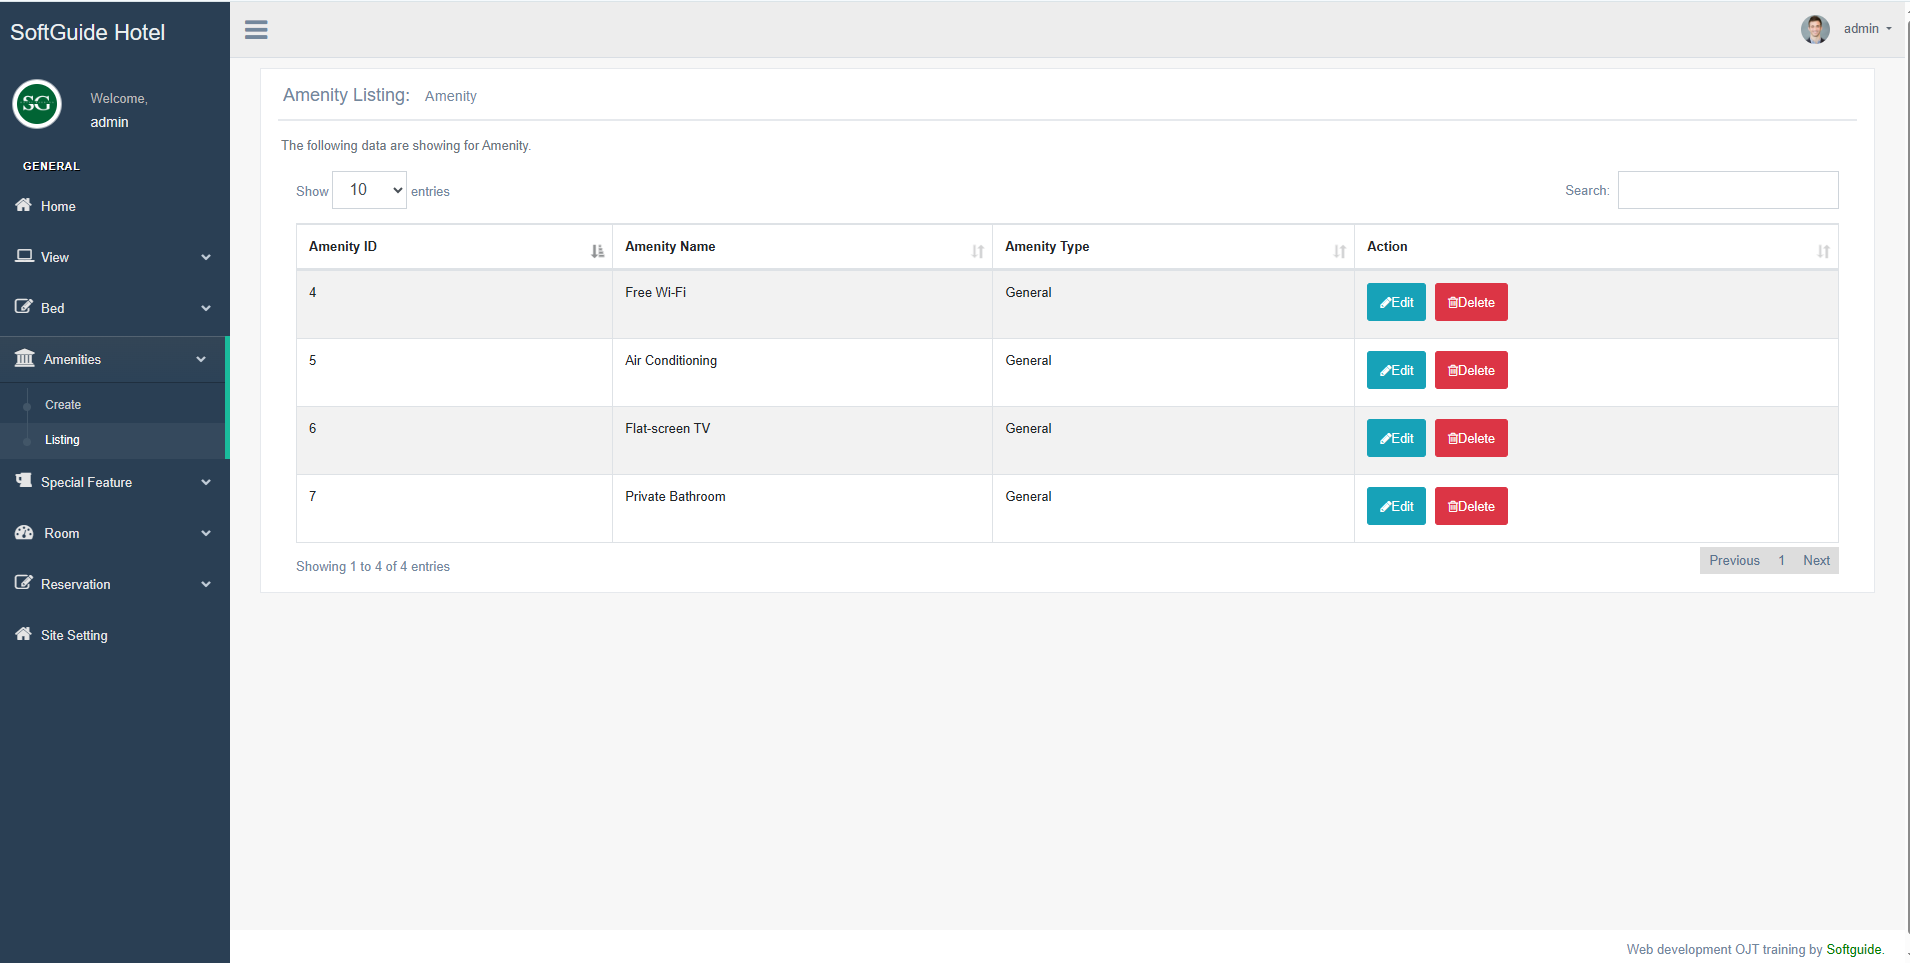 SoftGuide Hotel
SG
Welcome,
admin
GENERAL
Home
View
Bed
Amenities
Create
Listing
Special Feature
Room
Reservation
Site Setting
admin
Amenity Listing: Amenity
The following data are showing for Amenity.
Show 10 entries
Search:
Amenity ID Amenity Name Amenity Type Action
4 Free Wi-Fi General Edit Delete
5 Air Conditioning General Edit Delete
6 Flat-screen TV General Edit Delete
7 Private Bathroom General Edit Delete
Showing 1 to 4 of 4 entries
Previous 1 Next
Web development OJT training by Softguide.